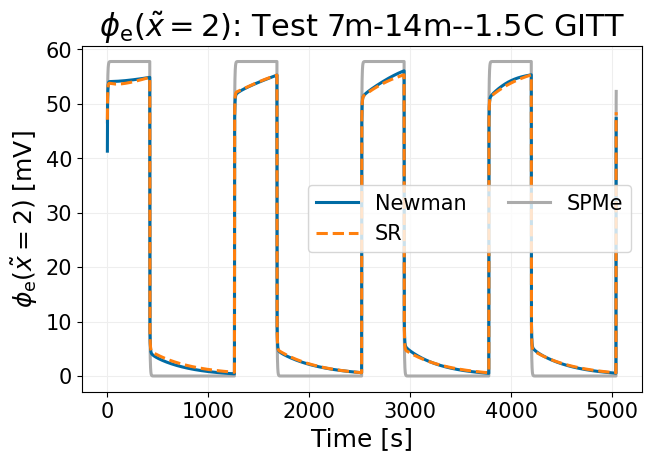 ϕe(x̃ = 2): Test 7m-14m--1.5C GITT
ϕe(x̃ = 2) [mV]
60
50
40
30
20
10
0
Newman
SR
SPMe
0 1000 2000 3000 4000 5000
Time [s]